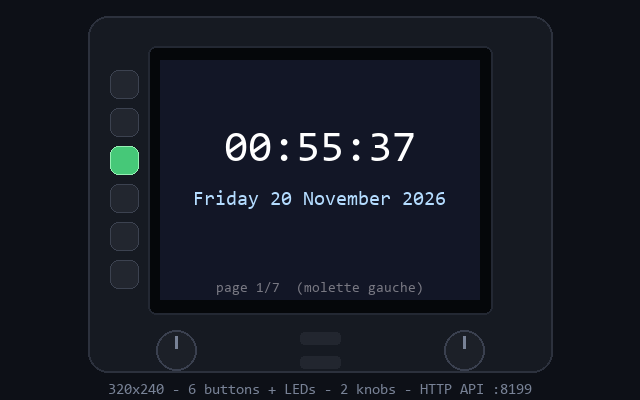 00:55:37
Friday 20 November 2026
page 1/7  (molette gauche)
320x240 - 6 buttons + LEDs - 2 knobs - HTTP API :8199